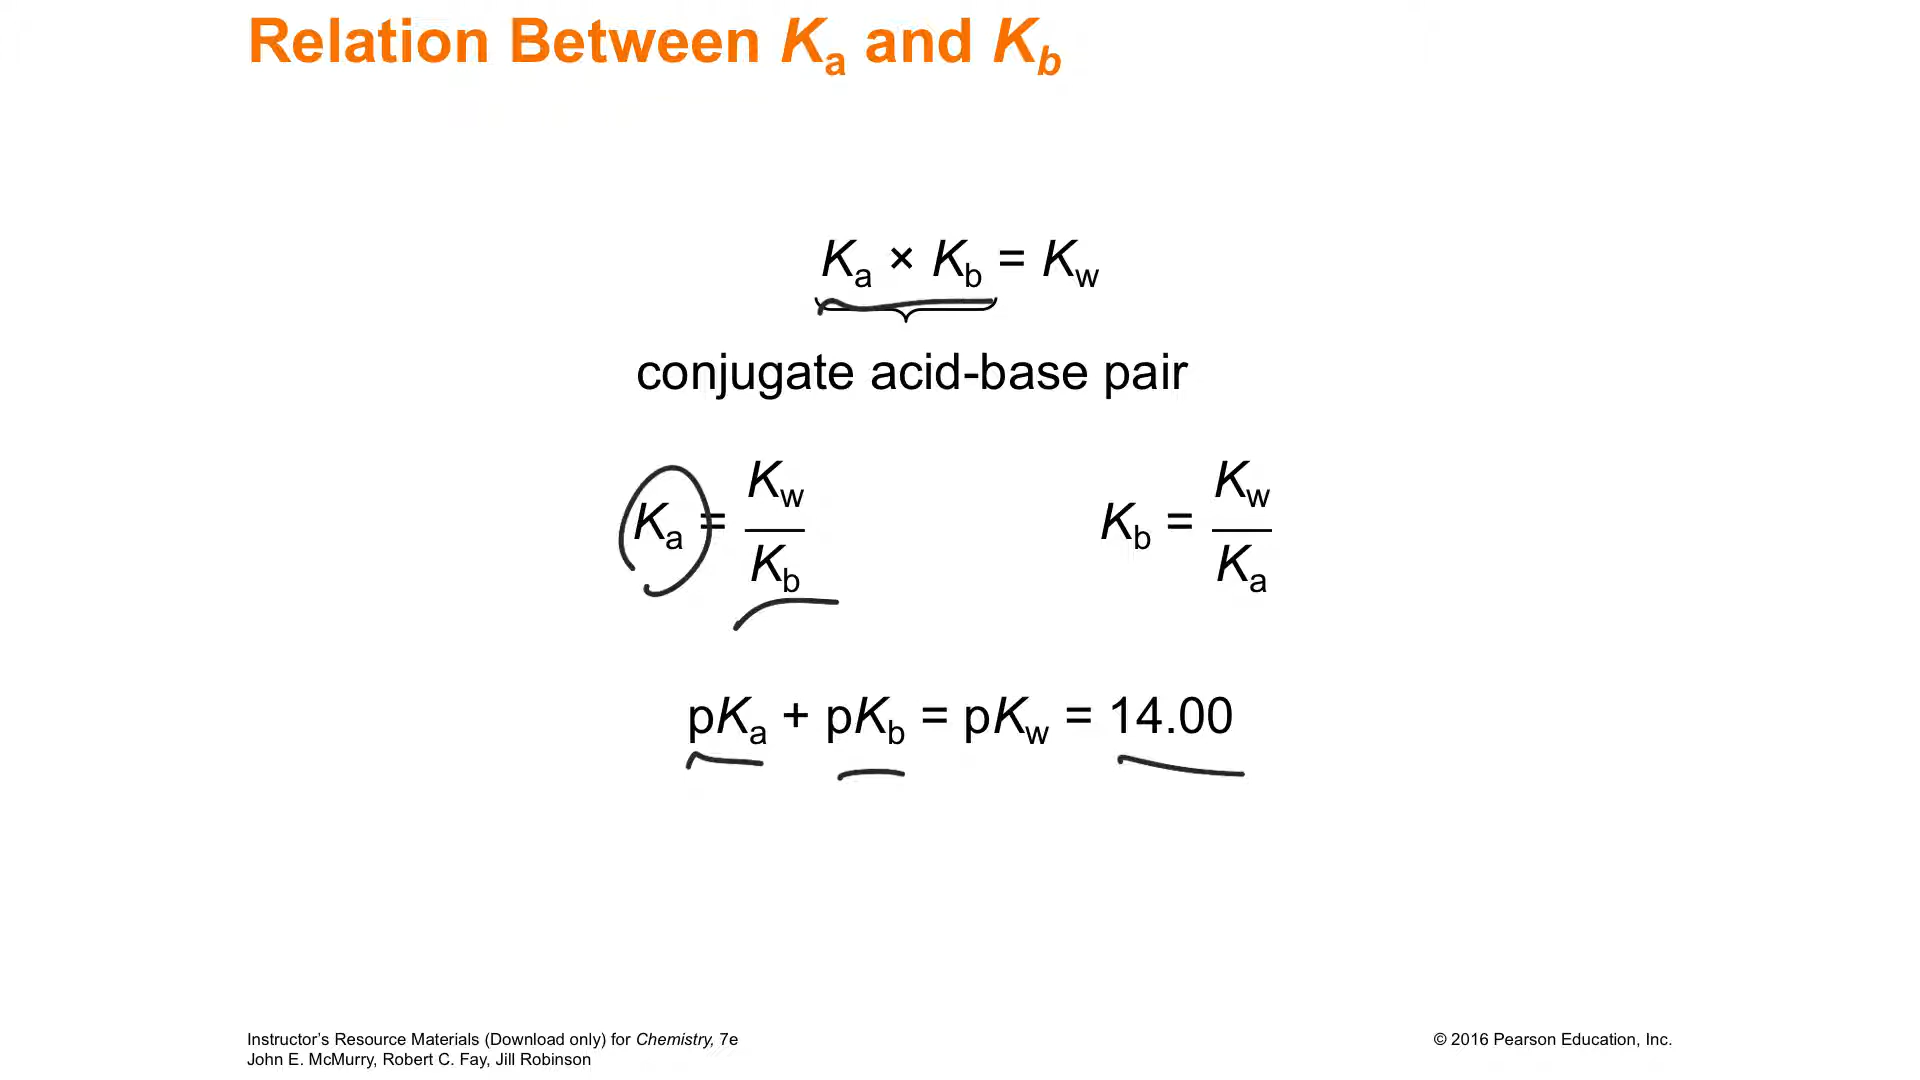 Relation Between Ka and Kb
Ka × Kb = Kw
conjugate acid-base pair
Ka = Kw/Kb
Kb = Kw/Ka
pKa + pKb = pKw = 14.00
Instructor's Resource Materials (Download only) for Chemistry, 7e
John E. McMurry, Robert C. Fay, Jill Robinson
© 2016 Pearson Education, Inc.